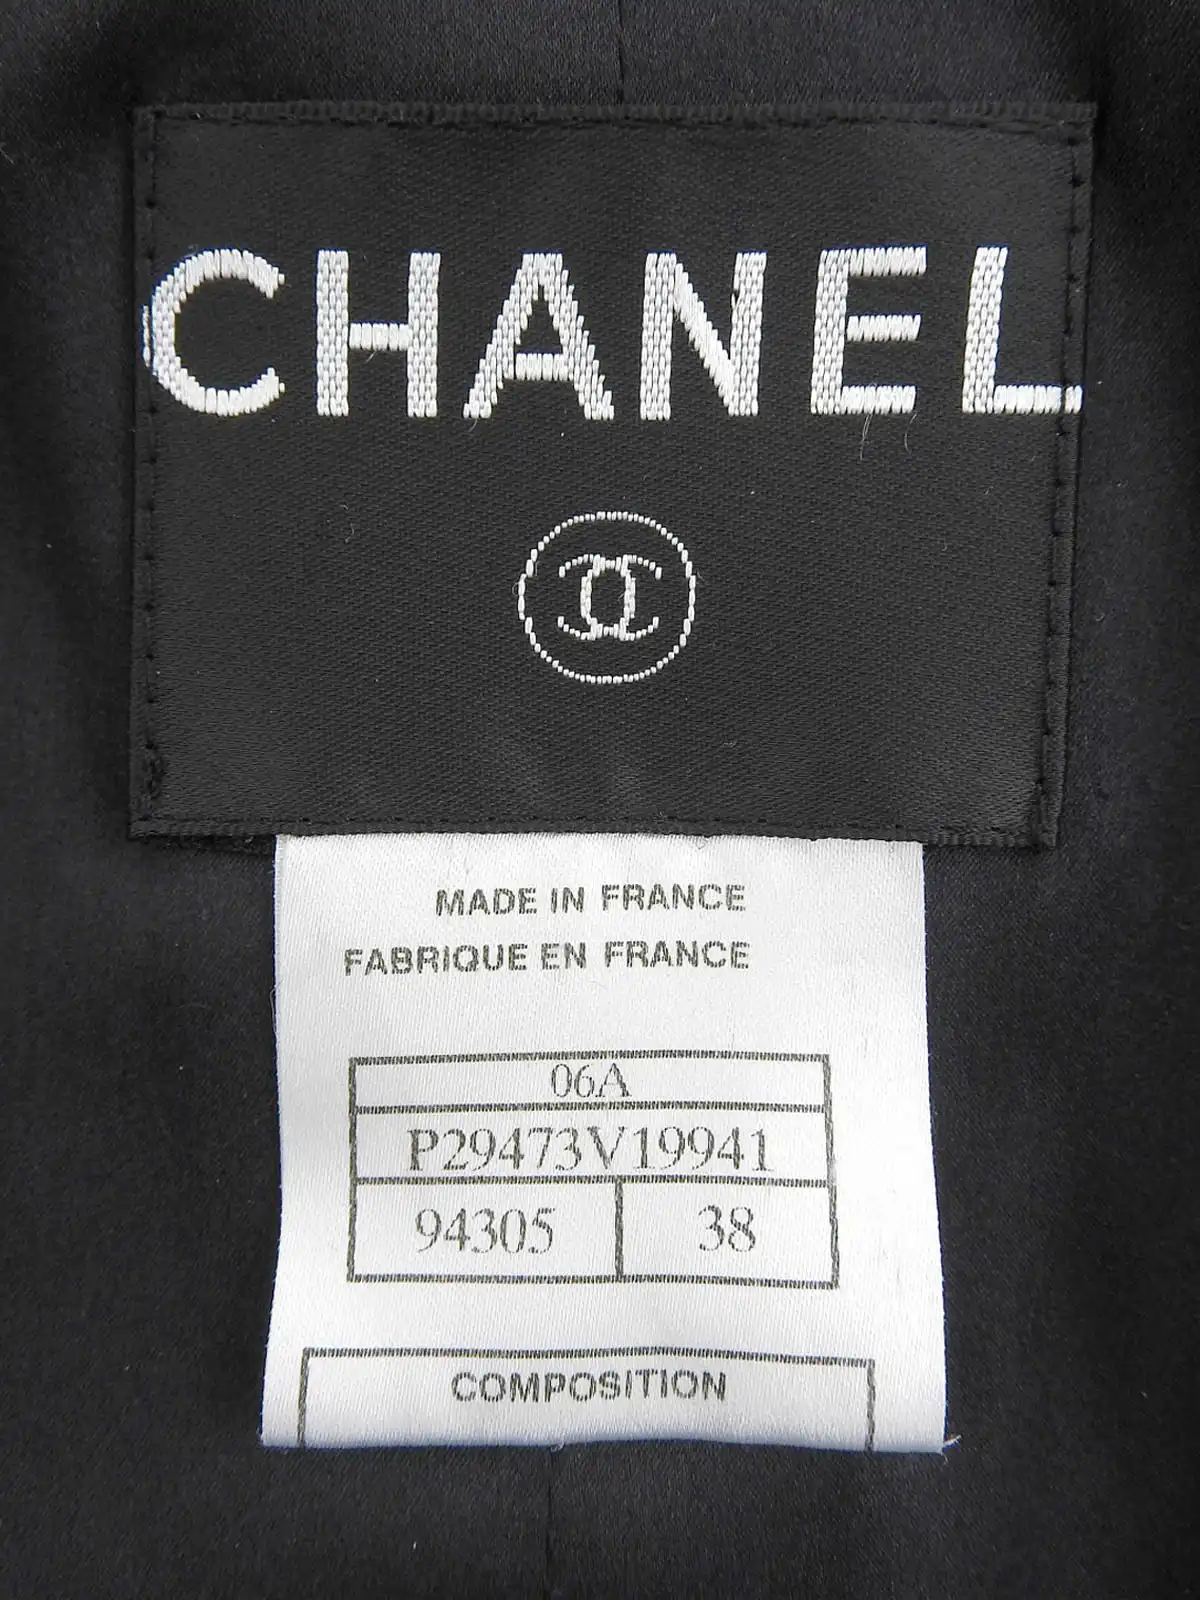 CHANEL
MADE IN FRANCE
FABRIQUE EN FRANCE
06A
P29473V19941
94305 38
COMPOSITION